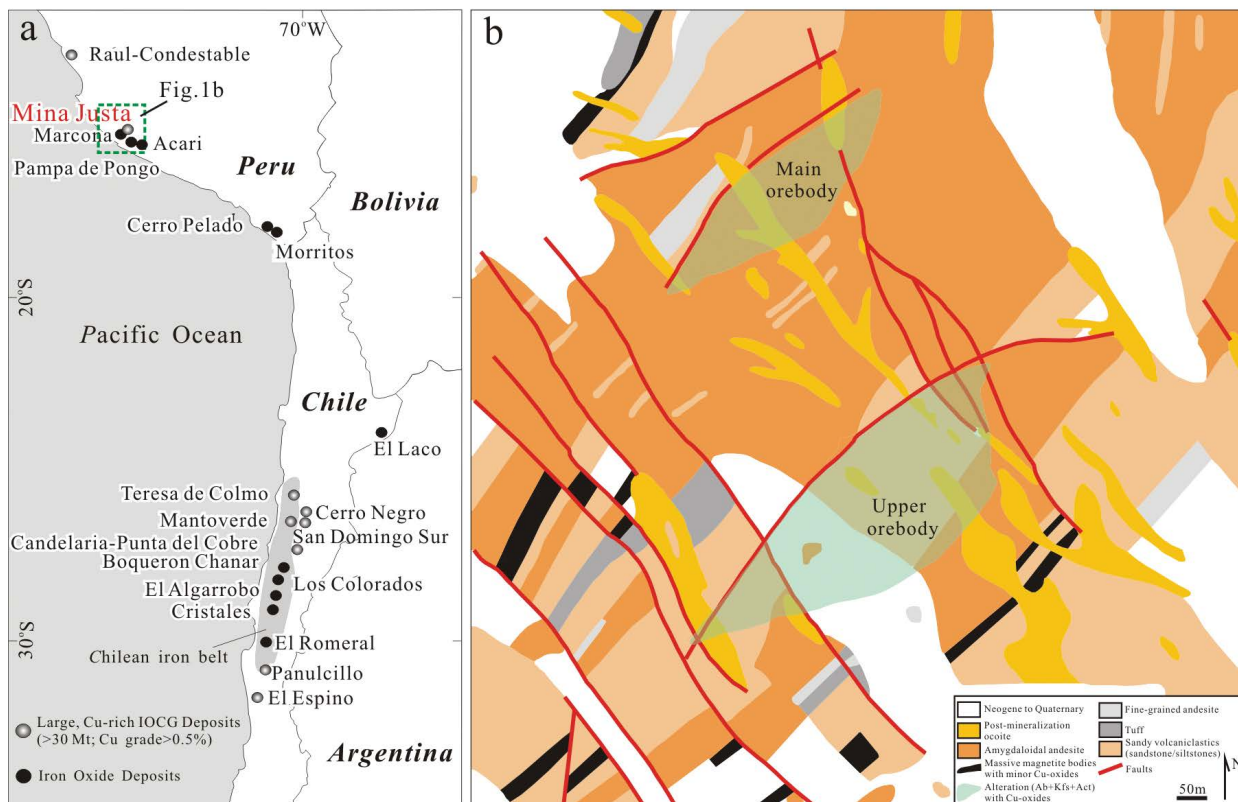 a
70°W
Raul-Condestable
Fig.1b
Mina Justa
Marcona
Acari
Pampa de Pongo
Peru
Bolivia
Cerro Pelado
Morritos
20°S
Pacific Ocean
Chile
El Laco
Teresa de Colmo
Cerro Negro
Mantoverde
San Domingo Sur
Candelaria-Punta del Cobre
Boqueron Chanar
Los Colorados
El Algarrobo
Cristales
30°S
El Romeral
Chilean iron belt
Panulcillo
El Espino
Large, Cu-rich IOCG Deposits
(>30 Mt; Cu grade>0.5%)
Argentina
Iron Oxide Deposits
b
Main
orebody
Upper
orebody
Neogene to Quaternary
Post-mineralization
ocoite
Amygdaloidal andesite
Massive magnetite bodies
with minor Cu-oxides
Alteration (Ab+Kfs+Act)
with Cu-oxides
Fine-grained andesite
Tuff
Sandy volcaniclastics
(sandstone/siltstones)
Faults
N
50m